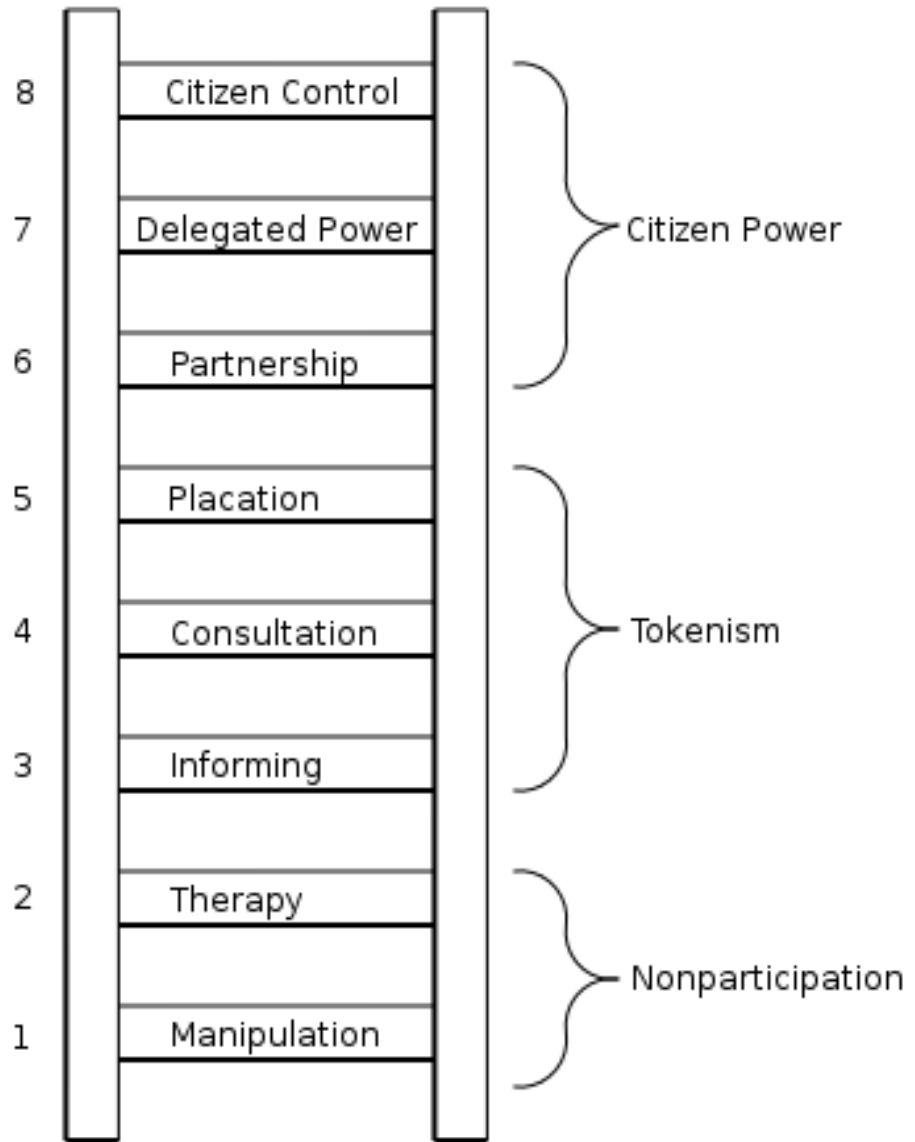 8 Citizen Control
7 Delegated Power
Citizen Power
6 Partnership
5 Placation
4 Consultation
Tokenism
3 Informing
2 Therapy
Nonparticipation
1 Manipulation